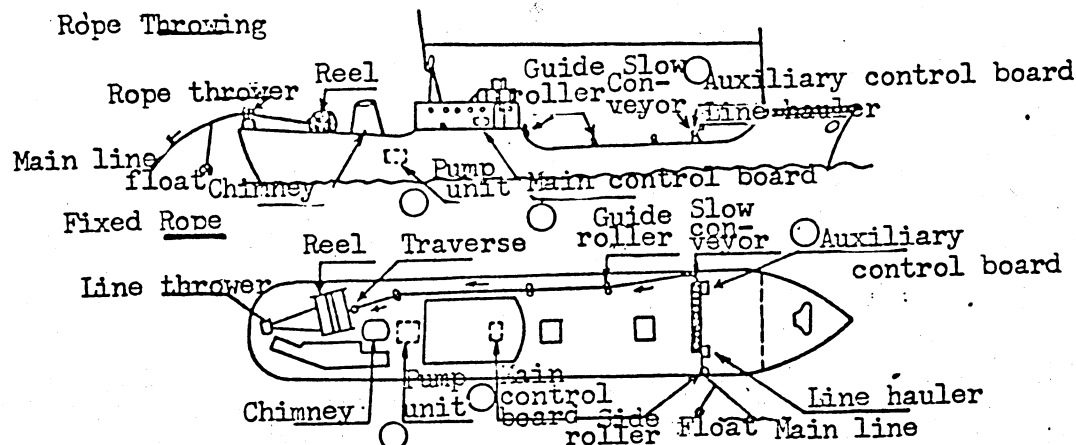 Rope Throwing
Rope thrower
Reel
Guide
roller
Slow
Con-
veyor
Auxiliary control board
Line hauler
Main line
float
Chimney
Pump
unit
Main control board
Fixed Rope
Reel
Traverse
Guide
roller
Slow
con-
veyor
Auxiliary
control board
Line thrower
Chimney
Pump
unit
Main
control
board
Side
roller
Float
Main line
Line hauler